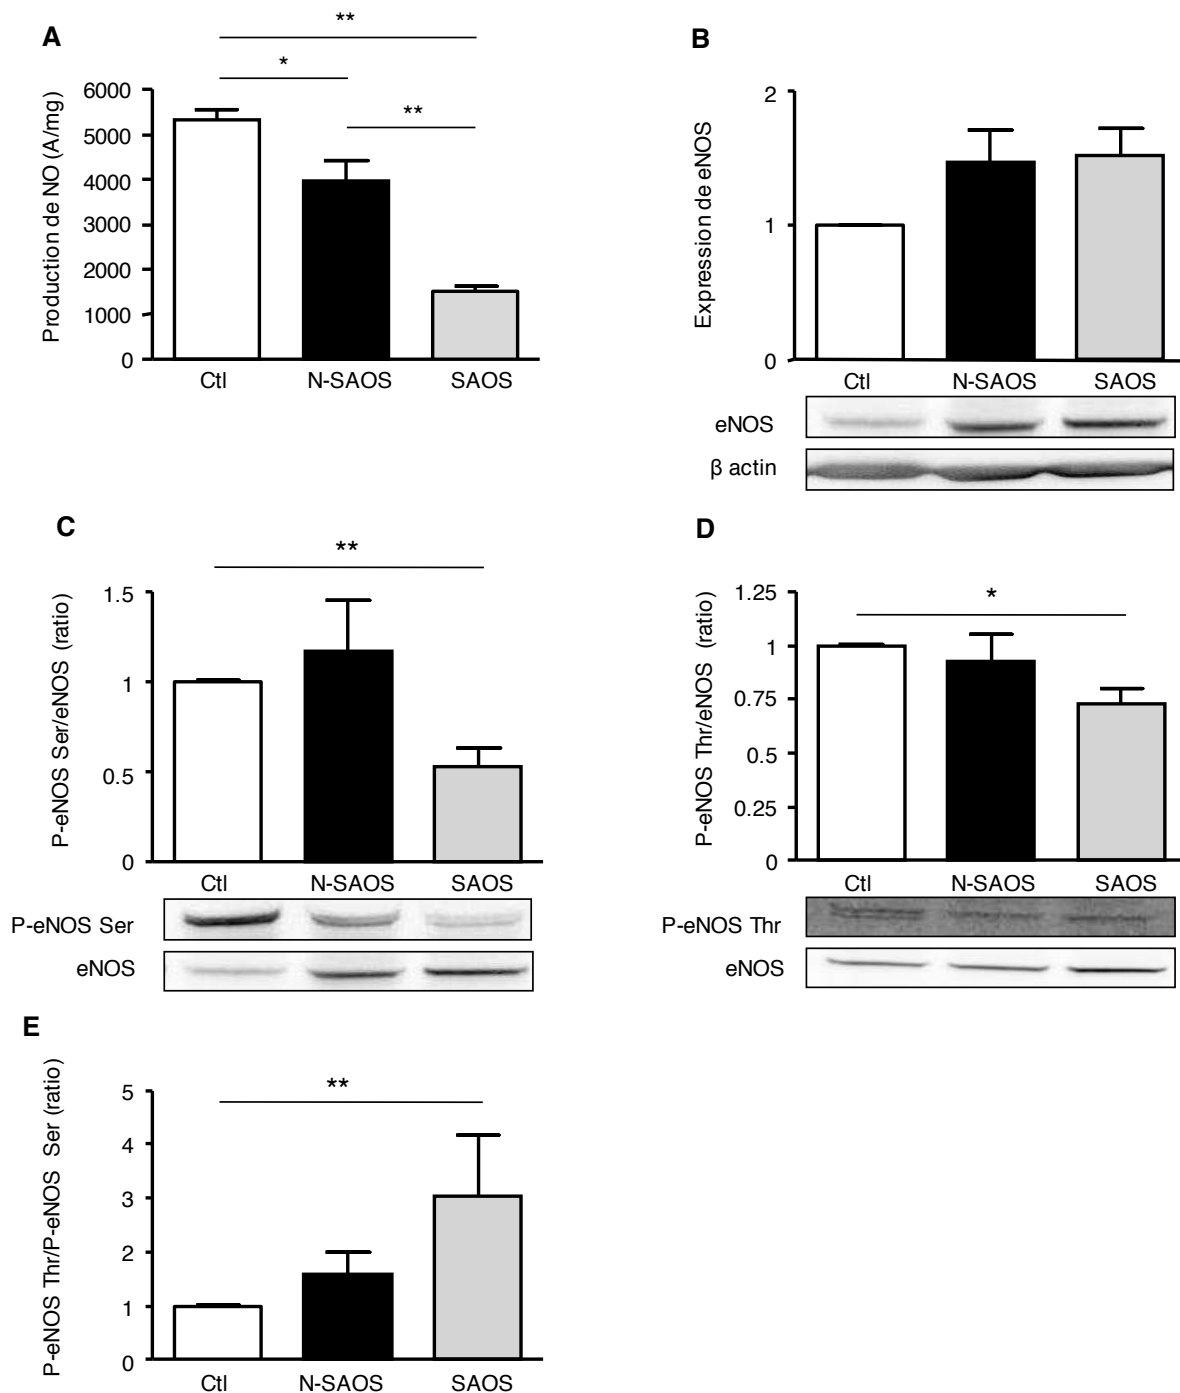 A
**
*
**
Production de NO (A/mg)
6000
5000
4000
3000
2000
1000
0
Ctl N-SAOS SAOS
B
Expression de eNOS
2
1
0
Ctl N-SAOS SAOS
eNOS
β actin
C
**
P-eNOS Ser/eNOS (ratio)
1.5
1
0.5
0
Ctl N-SAOS SAOS
P-eNOS Ser
eNOS
D
*
P-eNOS Thr/eNOS (ratio)
1.25
1
0.75
0.5
0.25
0
Ctl N-SAOS SAOS
P-eNOS Thr
eNOS
E
**
P-eNOS Thr/P-eNOS Ser (ratio)
5
4
3
2
1
0
Ctl N-SAOS SAOS